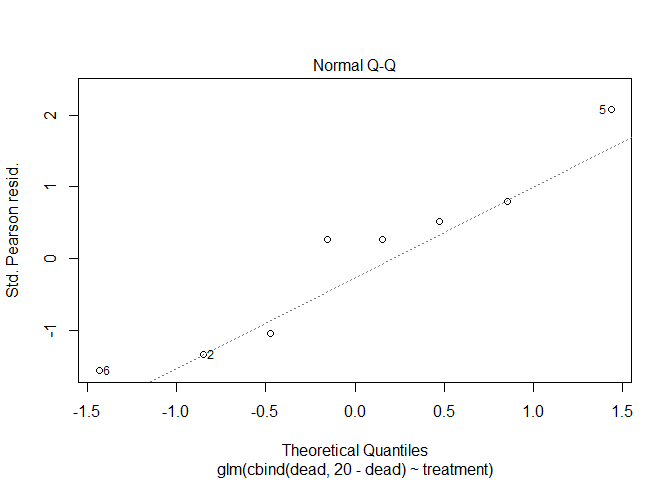 Normal Q-Q
Std. Pearson resid.
2
1
0
-1
5
2
6
-1.5 -1.0 -0.5 0.0 0.5 1.0 1.5
Theoretical Quantiles
glm(cbind(dead, 20 - dead) ~ treatment)